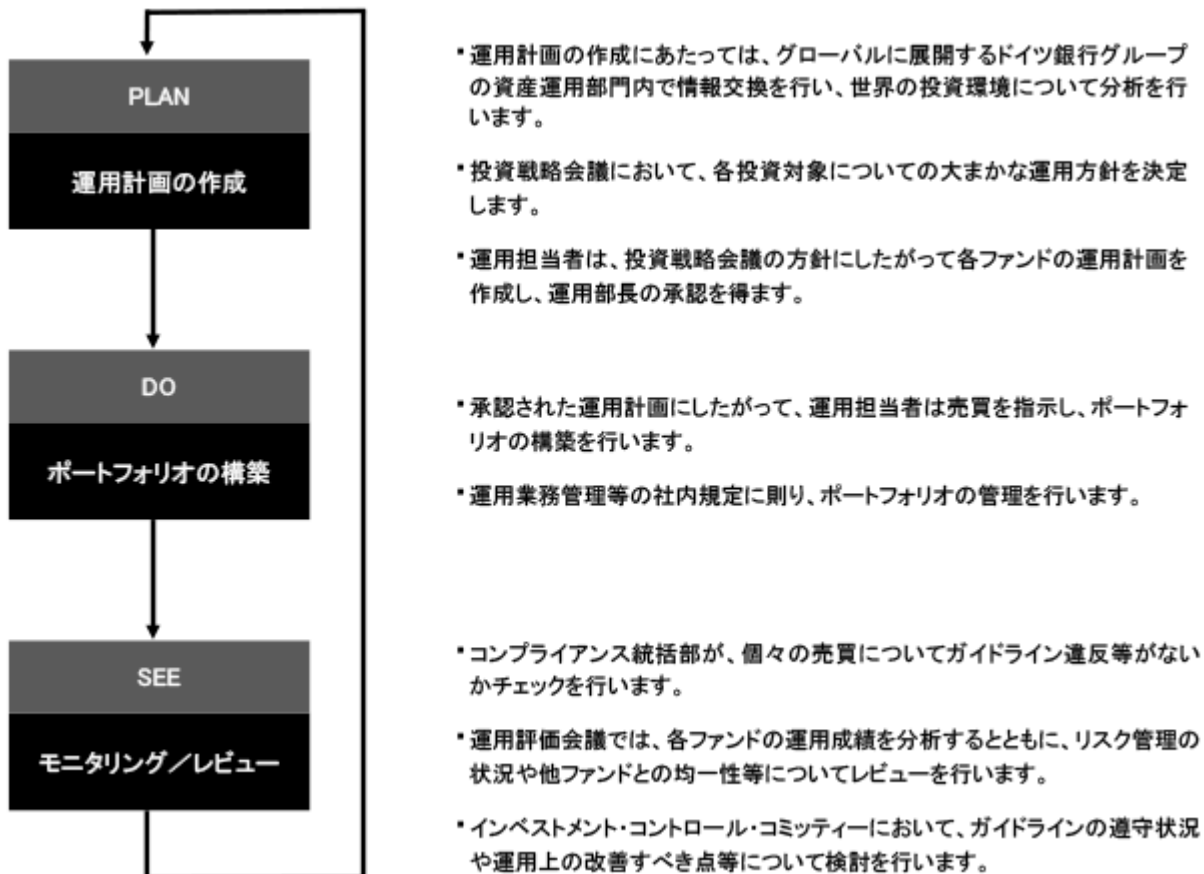 PLAN
運用計画の作成
▪運用計画の作成にあたっては、グローバルに展開するドイツ銀行グループ
の資産運用部門内で情報交換を行い、世界の投資環境について分析を行
います。
▪投資戦略会議において、各投資対象についての大まかな運用方針を決定
します。
▪運用担当者は、投資戦略会議の方針にしたがって各ファンドの運用計画を
作成し、運用部長の承認を得ます。
DO
ポートフォリオの構築
▪承認された運用計画にしたがって、運用担当者は売買を指示し、ポートフォ
リオの構築を行います。
▪運用業務管理等の社内規定に則り、ポートフォリオの管理を行います。
SEE
モニタリング／レビュー
▪コンプライアンス統括部が、個々の売買についてガイドライン違反等がない
かチェックを行います。
▪運用評価会議では、各ファンドの運用成績を分析するとともに、リスク管理の
状況や他ファンドとの均一性等についてレビューを行います。
▪インベストメント･コントロール･コミッティーにおいて、ガイドラインの遵守状況
や運用上の改善すべき点等について検討を行います。